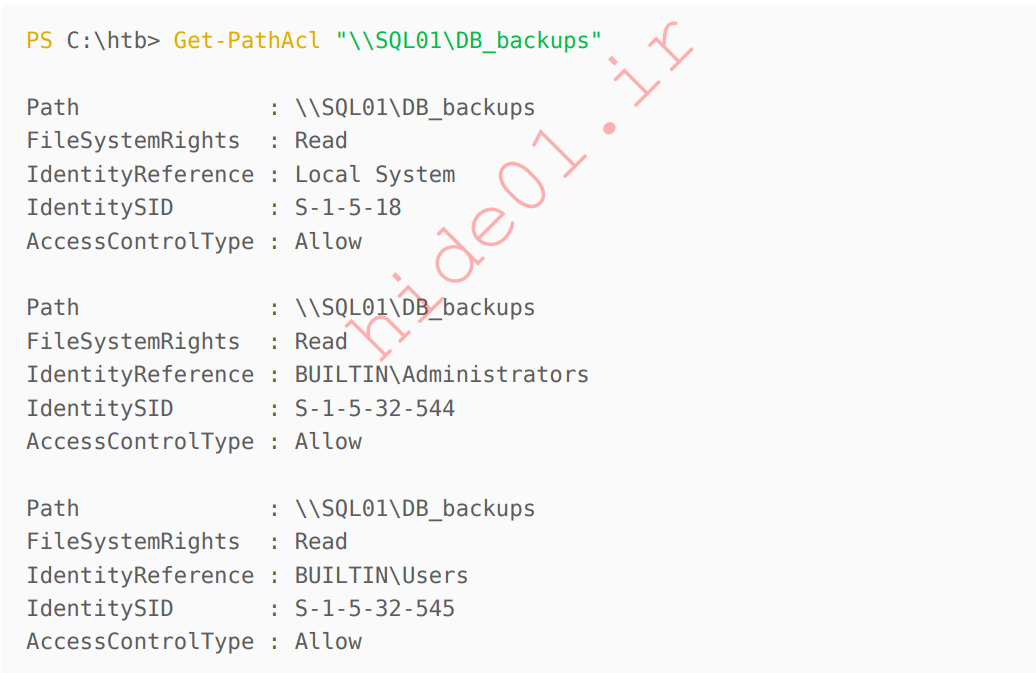 PS C:\htb> Get-PathAcl "\\SQL01\DB_backups"
Path              : \\SQL01\DB_backups
FileSystemRights  : Read
IdentityReference : Local System
IdentitySID       : S-1-5-18
AccessControlType : Allow
Path              : \\SQL01\DB_backups
FileSystemRights  : Read
IdentityReference : BUILTIN\Administrators
IdentitySID       : S-1-5-32-544
AccessControlType : Allow
Path              : \\SQL01\DB_backups
FileSystemRights  : Read
IdentityReference : BUILTIN\Users
IdentitySID       : S-1-5-32-545
AccessControlType : Allow
hide01.ir